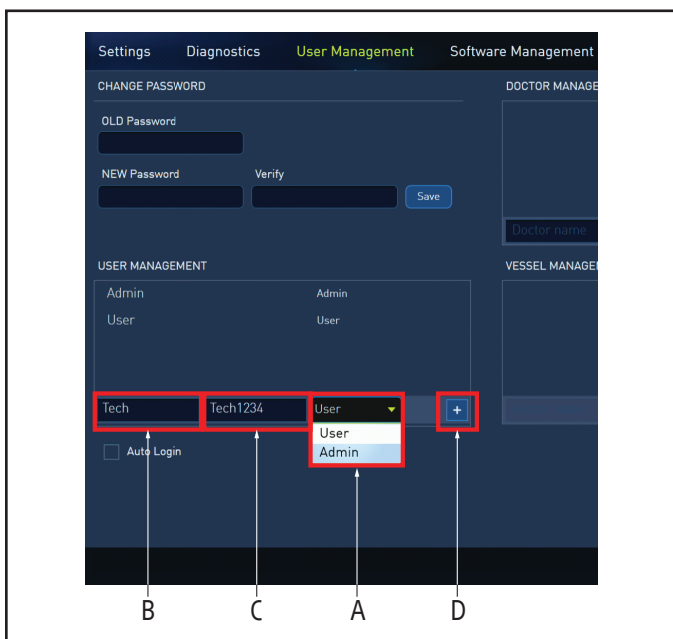 Settings Diagnostics User Management Software Management
CHANGE PASSWORD
DOCTOR MANAGE
OLD Password
NEW Password Verify
Save
Doctor name
USER MANAGEMENT
VESSEL MANAGE
Admin Admin
User User
Tech Tech1234 User +
User
Admin
Auto Login
B C A D